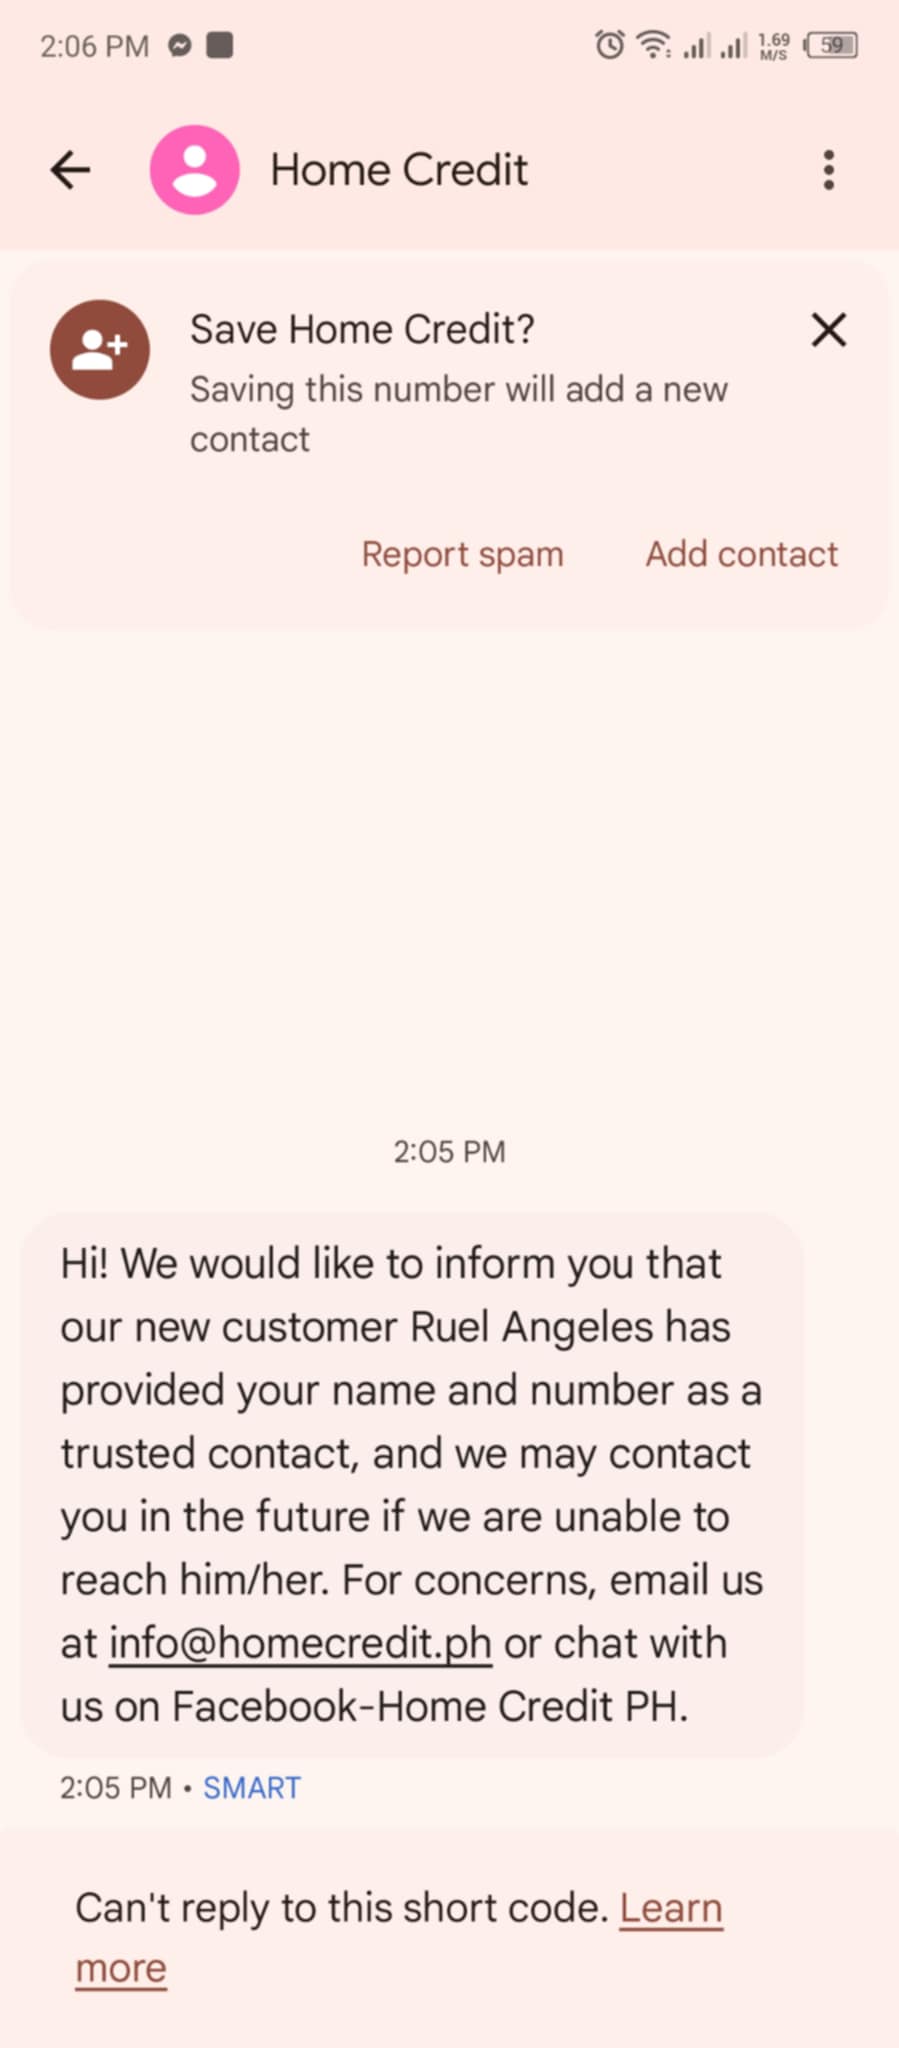 2:06 PM
1.69
M/S
59
Home Credit
Save Home Credit?
Saving this number will add a new
contact
Report spam
Add contact
2:05 PM
Hi! We would like to inform you that
our new customer Ruel Angeles has
provided your name and number as a
trusted contact, and we may contact
you in the future if we are unable to
reach him/her. For concerns, email us
at info@homecredit.ph or chat with
us on Facebook-Home Credit PH.
2:05 PM • SMART
Can't reply to this short code. Learn
more